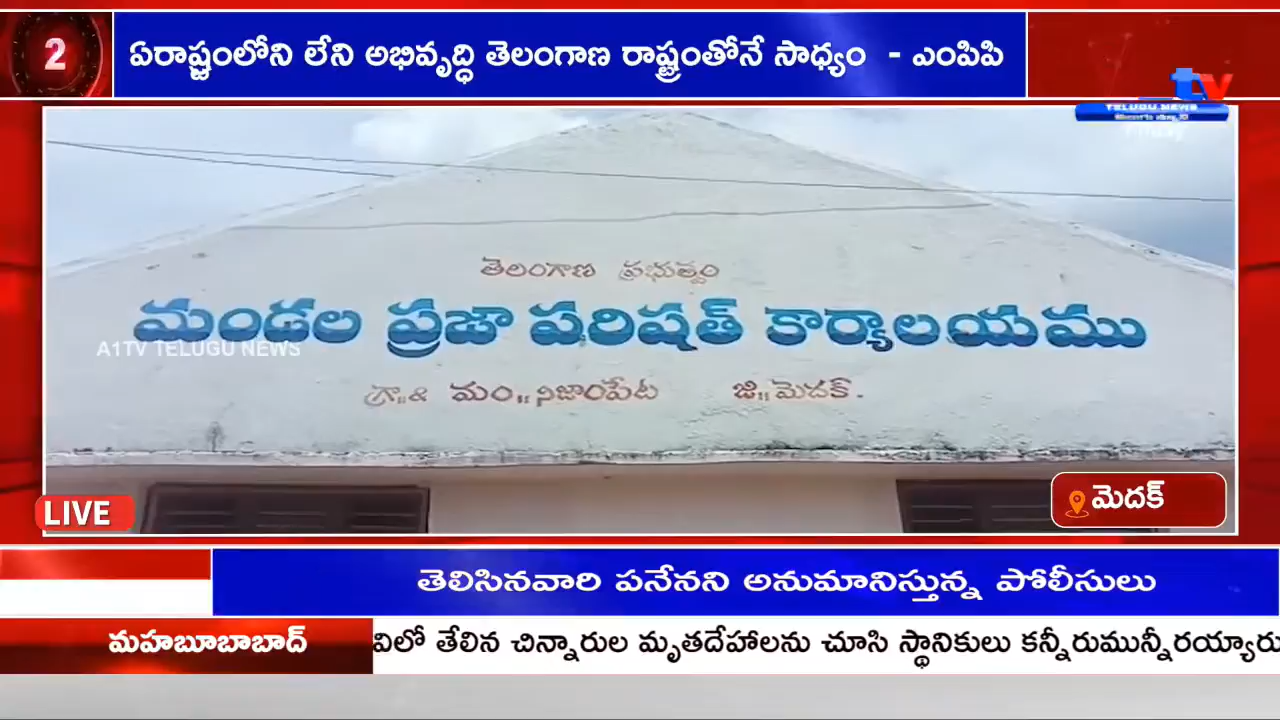 2
ఏరాష్ట్రంలోని లేని అభివృద్ధి తెలంగాణ రాష్ట్రంతోనే సాధ్యం - ఎంపిపి
tv
TELUGU NEWS
తెలంగాణ ప్రభుత్వం
మండల ప్రజా పరిషత్ కార్యాలయము
A1TV TELUGU NEWS
గ్రా,,& మం,,నిజాంపేట జి,,మెదక్.
LIVE
మెదక్
తెలిసినవారి పనేనని అనుమానిస్తున్న పోలీసులు
మహబూబాబాద్
విలో తేలిన చిన్నారుల మృతదేహాలను చూసి స్థానికులు కన్నీరుమున్నీరయ్యారు